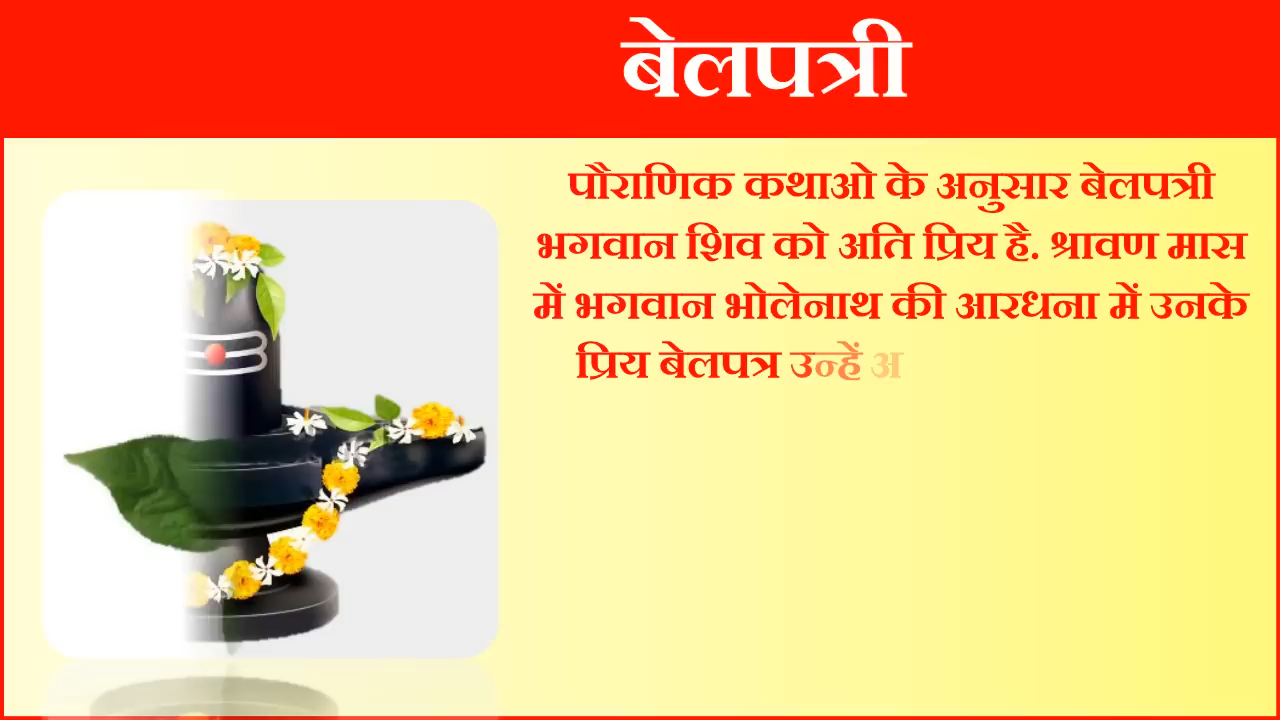 बेलपत्री
पौराणिक कथाओ के अनुसार बेलपत्री
भगवान शिव को अति प्रिय है. श्रावण मास
में भगवान भोलेनाथ की आरधना में उनके
प्रिय बेलपत्र उन्हें अ